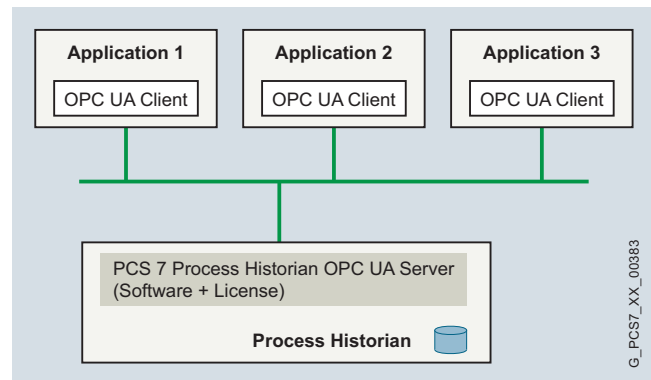 Application 1
OPC UA Client
Application 2
OPC UA Client
Application 3
OPC UA Client
PCS 7 Process Historian OPC UA Server
(Software + License)
Process Historian
G_PCS7_XX_00383